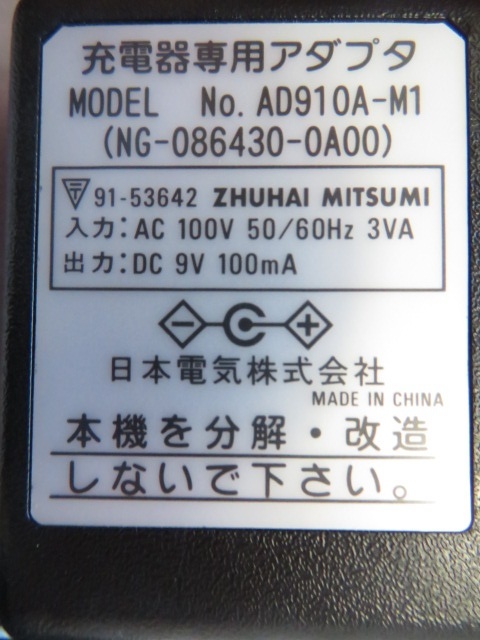 充電器専用アダプタ
MODEL No. AD910A-M1
(NG-086430-0A00)
91-53642 ZHUHAI MITSUMI
入力:AC 100V 50/60Hz 3VA
出力:DC 9V 100mA
日本電気株式会社
MADE IN CHINA
本機を分解・改造
しないで下さい。